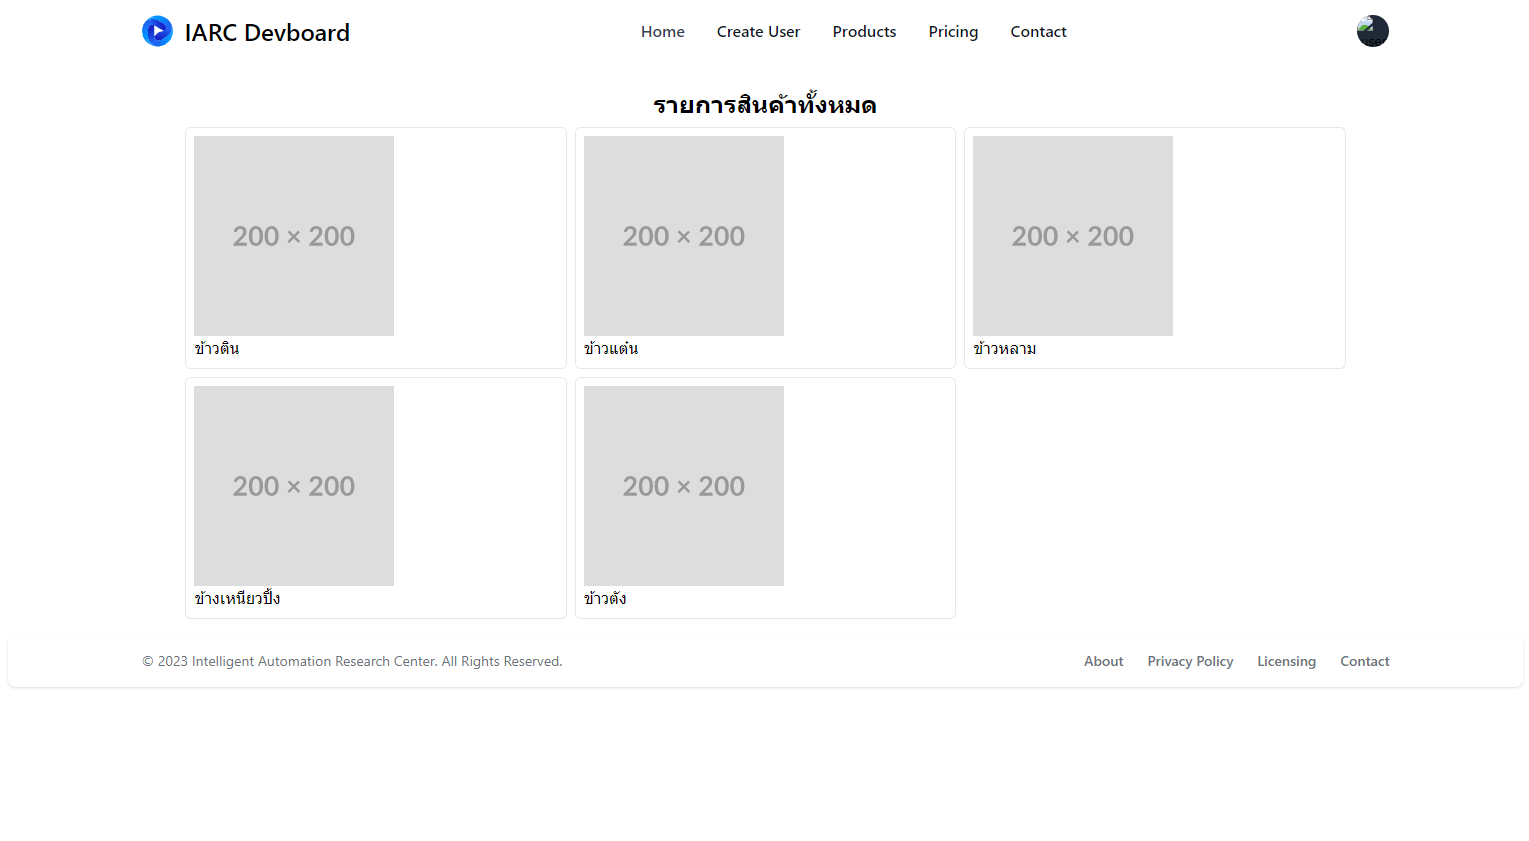 IARC Devboard
Home Create User Products Pricing Contact
user
รายการสินค้าทั้งหมด
200 × 200 200 × 200 200 × 200
ข้าวติน ข้าวแต๋น ข้าวหลาม
200 × 200 200 × 200
ข้างเหนียวปิ้ง ข้าวตัง
© 2023 Intelligent Automation Research Center. All Rights Reserved. About Privacy Policy Licensing Contact